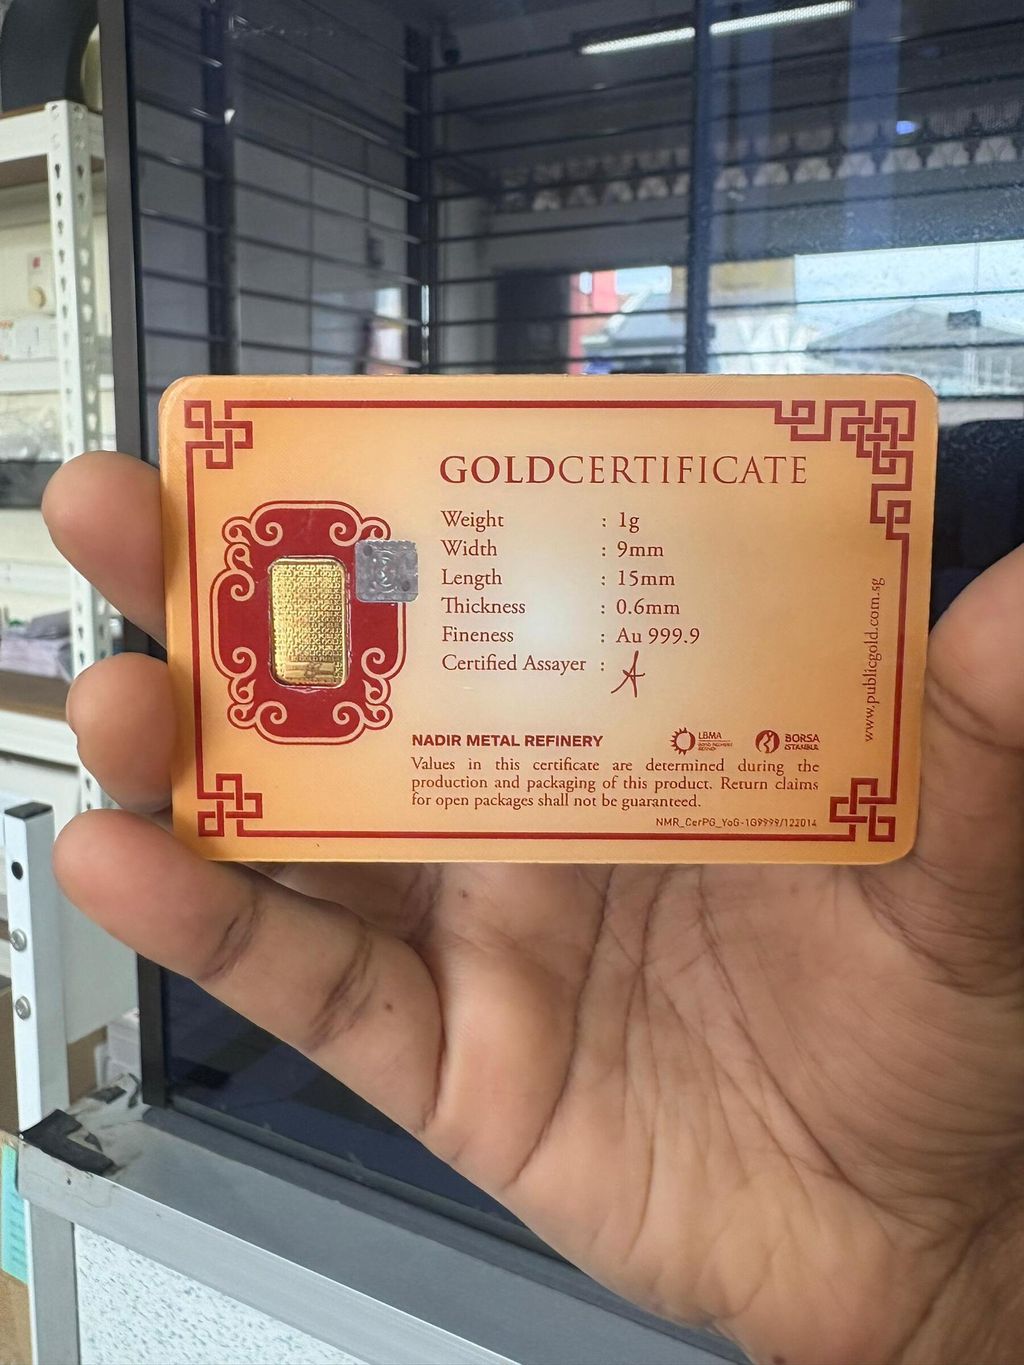 GOLDCERTIFICATE
Weight : 1g
Width : 9mm
Length : 15mm
Thickness : 0.6mm
Fineness : Au 999.9
Certified Assayer :
www.publicgold.com.sg
NADIR METAL REFINERY
LBMA
BORSA
ISTANBUL
Values in this certificate are determined during the
production and packaging of this product. Return claims
for open packages shall not be guaranteed.
NMR_CerPG_YoG-1G9999/122014